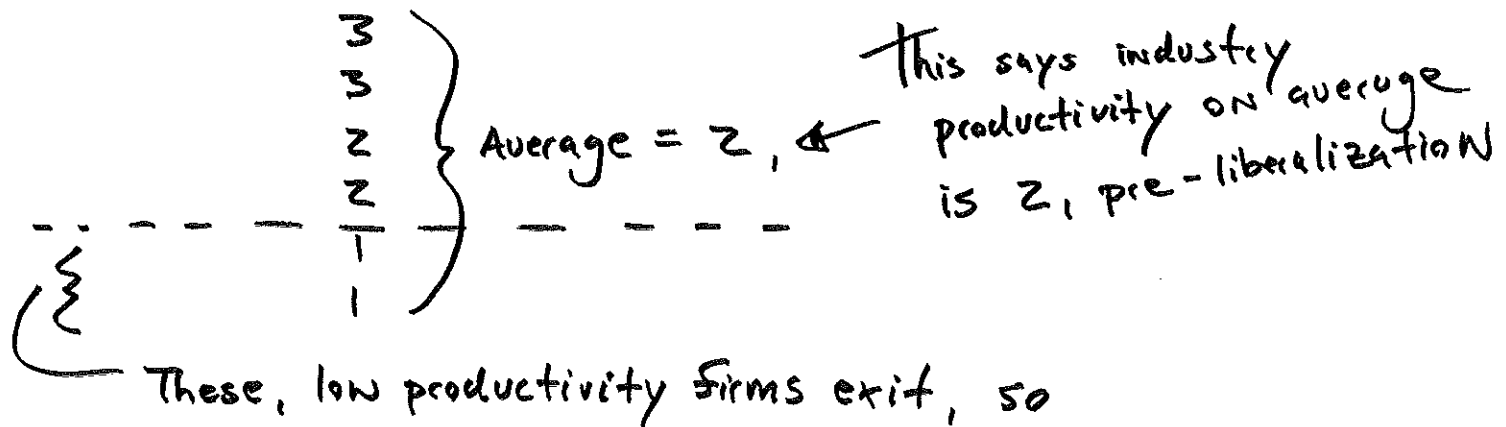 3
3
2
2
1
1
Average = 2,
This says industry
productivity on average
is 2, pre-liberalization
These, low productivity firms exit, so